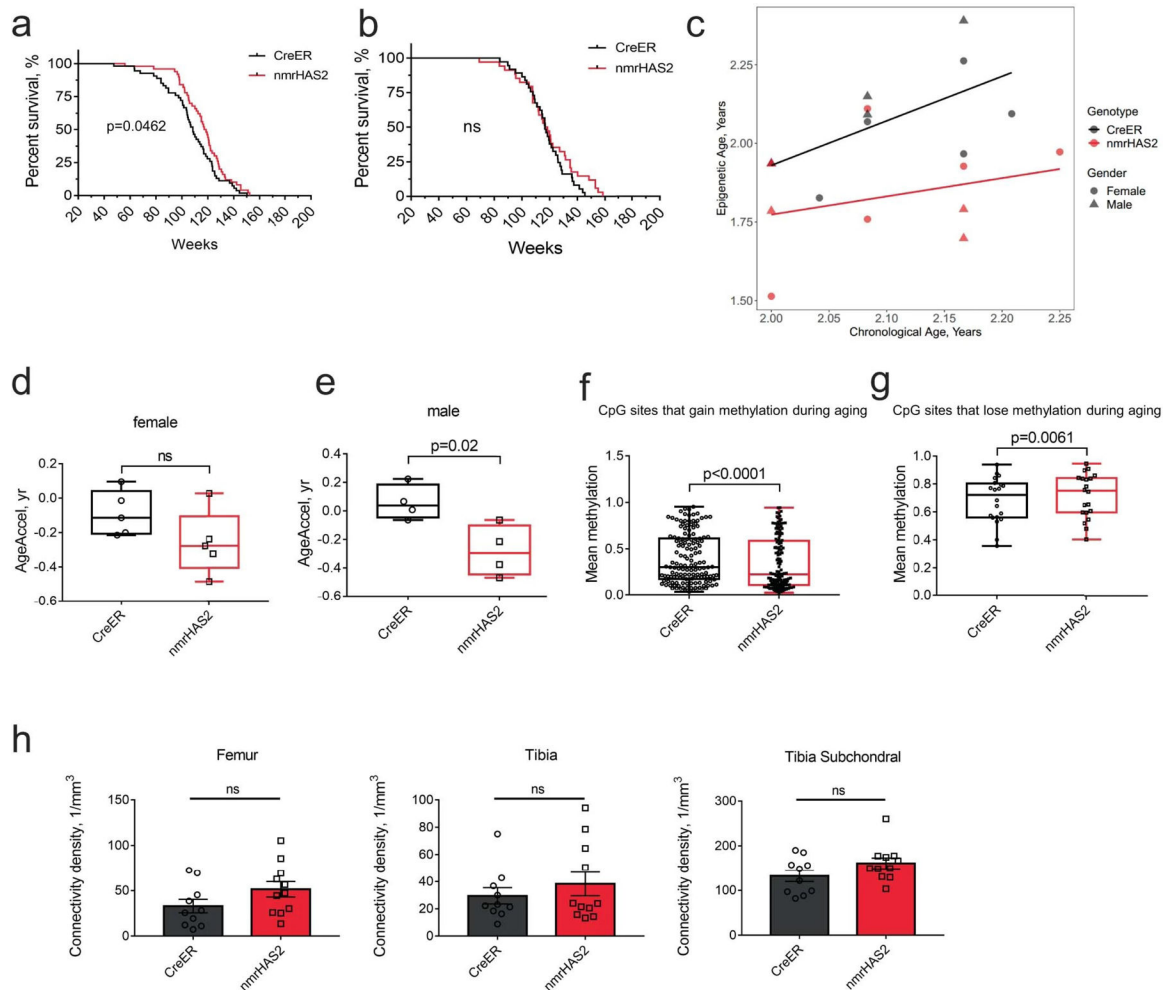 a
CreER
nmrHAS2
Percent survival, %
100
75
50
25
0
p=0.0462
20 40 60 80 100 120 140 160 180 200
Weeks
b
CreER
nmrHAS2
Percent survival, %
100
75
50
25
0
ns
20 40 60 80 100 120 140 160 180 200
Weeks
c
Epigenetic Age, Years
2.25
2.00
1.75
1.50
2.00 2.05 2.10 2.15 2.20 2.25
Chronological Age, Years
Genotype
CreER
nmrHAS2
Gender
Female
Male
d
female
ns
AgeAccel, yr
0.2
0.0
-0.2
-0.4
-0.6
CreER
nmrHAS2
e
male
p=0.02
AgeAccel, yr
0.4
0.2
0.0
-0.2
-0.4
-0.6
CreER
nmrHAS2
f
CpG sites that gain methylation during aging
p<0.0001
Mean methylation
1.5
1.0
0.5
0.0
CreER
nmrHAS2
g
CpG sites that lose methylation during aging
p=0.0061
Mean methylation
1.0
0.8
0.6
0.4
0.2
0.0
CreER
nmrHAS2
h
Femur
ns
Connectivity density, 1/mm³
150
100
50
0
CreER
nmrHAS2
Tibia
ns
Connectivity density, 1/mm³
100
80
60
40
20
0
CreER
nmrHAS2
Tibia Subchondral
ns
Connectivity density, 1/mm³
300
200
100
0
CreER
nmrHAS2